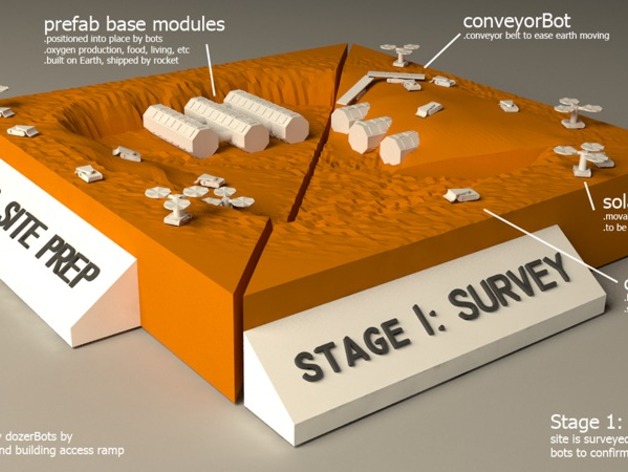 prefab base modules
.positioned into place by bots
.oxygen production, food, living, etc
.built on Earth, shipped by rocket
conveyorBot
.conveyor belt to ease earth moving
.mova
.to be
SITE PREP
STAGE 1: SURVEY
dozerBots by
nd building access ramp
Stage 1:
site is surveyed
bots to confirm